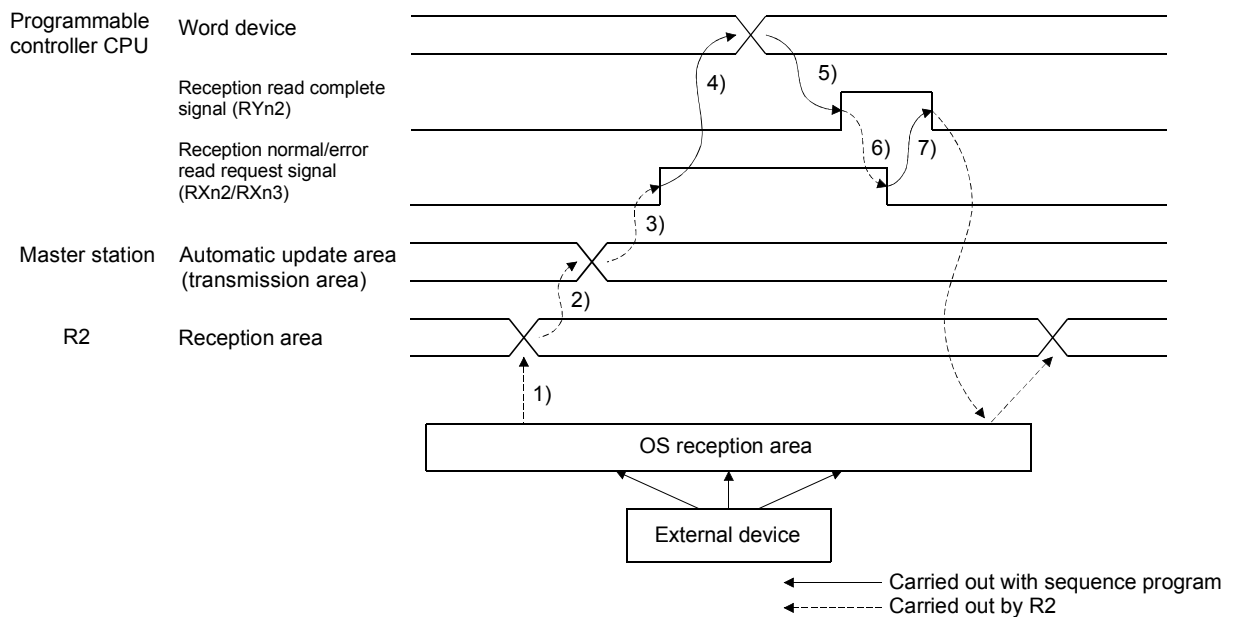 Programmable
controller CPU
Word device
4)
5)
Reception read complete
signal (RYn2)
6)
7)
Reception normal/error
read request signal
(RXn2/RXn3)
3)
Master station
Automatic update area
(transmission area)
2)
R2
Reception area
1)
OS reception area
External device
Carried out with sequence program
Carried out by R2